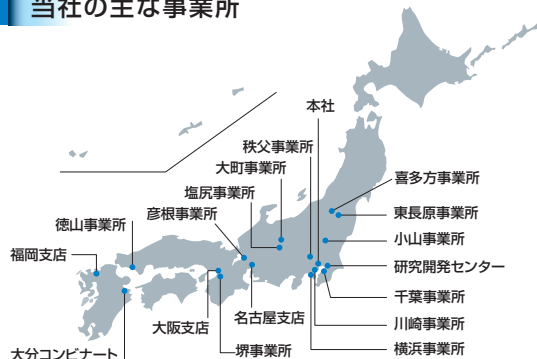 当社の主な事業所
本社
秩父事業所
大町事業所
塩尻事業所
彦根事業所
徳山事業所
福岡支店
喜多方事業所
東長原事業所
小山事業所
研究開発センター
千葉事業所
川崎事業所
横浜事業所
名古屋支店
大阪支店
堺事業所
大分コンビナート